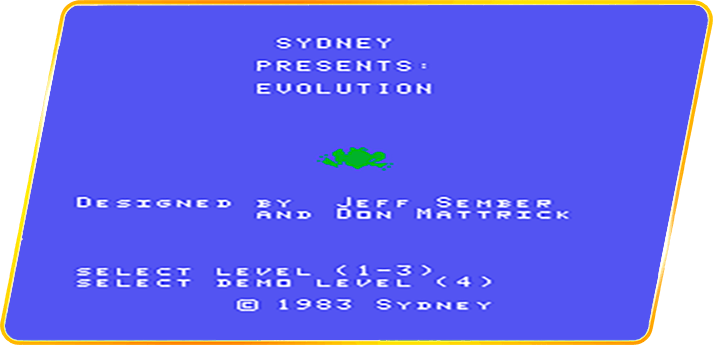 SYDNEY
PRESENTS:
EVOLUTION
DESIGNED BY JEFF SEMBER
AND DON MATTRICK
SELECT LEVEL (1-3)
SELECT DEMO LEVEL (4)
© 1983 SYDNEY